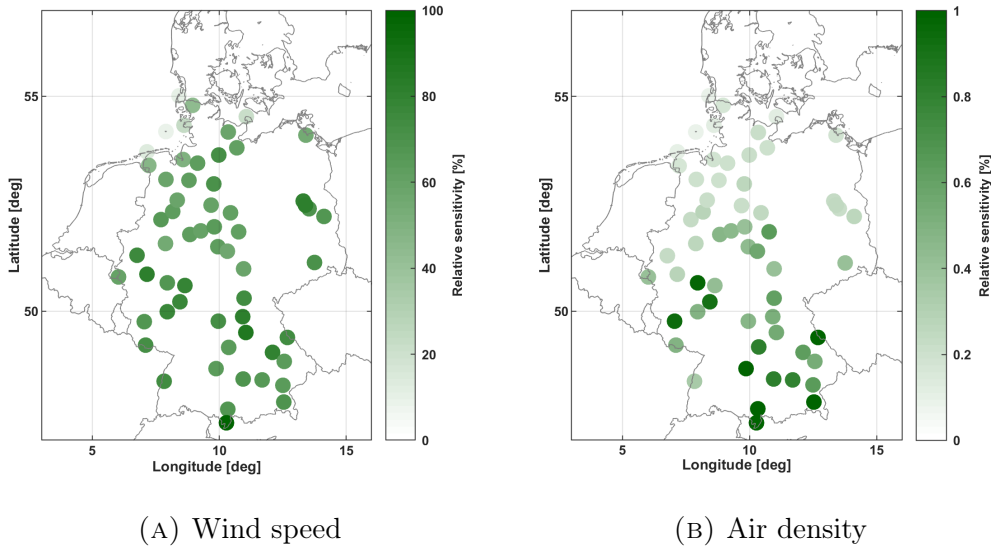 100
80
60
40
20
0
Relative sensitivity [%]
55
50
Latitude [deg]
5
10
15
Longitude [deg]
(A) Wind speed
1
0.8
0.6
0.4
0.2
0
Relative sensitivity [%]
55
50
Latitude [deg]
5
10
15
Longitude [deg]
(B) Air density